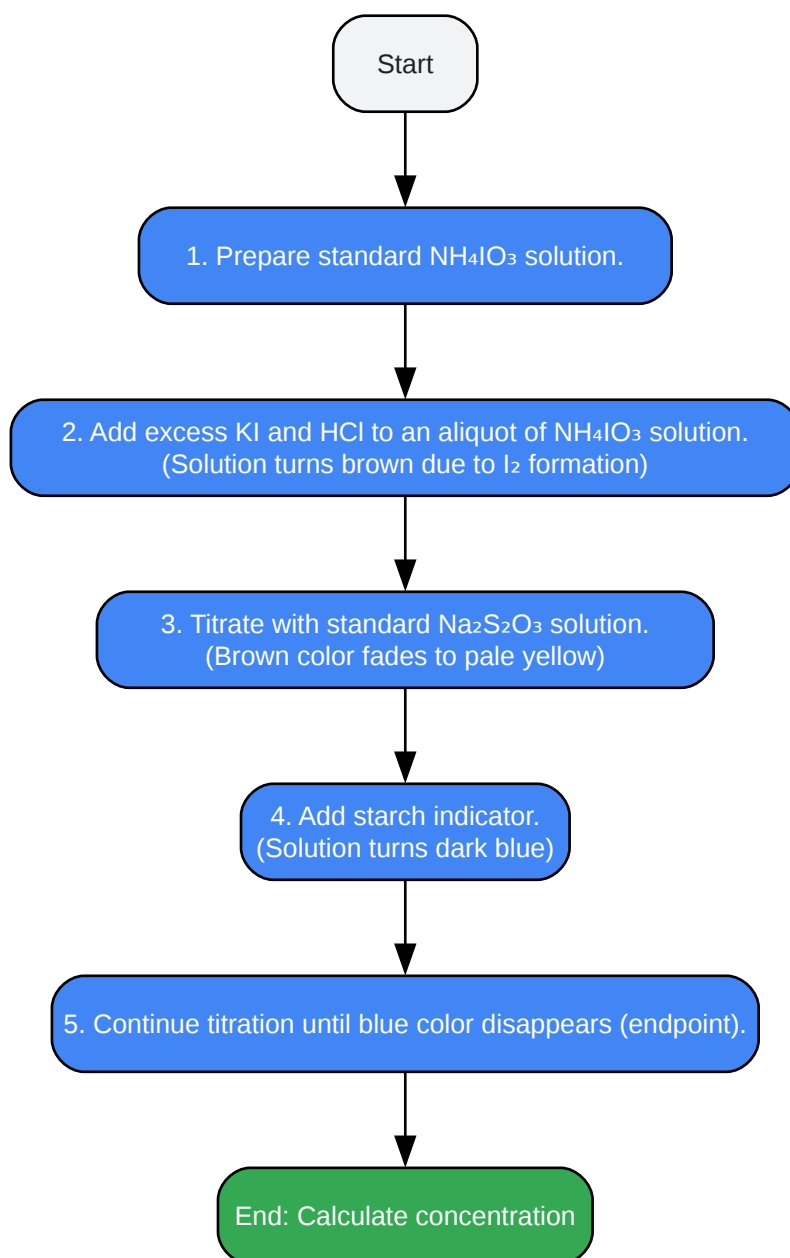 Start
1. Prepare standard NH₄IO₃ solution.
2. Add excess KI and HCl to an aliquot of NH₄IO₃ solution.
(Solution turns brown due to I₂ formation)
3. Titrate with standard Na₂S₂O₃ solution.
(Brown color fades to pale yellow)
4. Add starch indicator.
(Solution turns dark blue)
5. Continue titration until blue color disappears (endpoint).
End: Calculate concentration